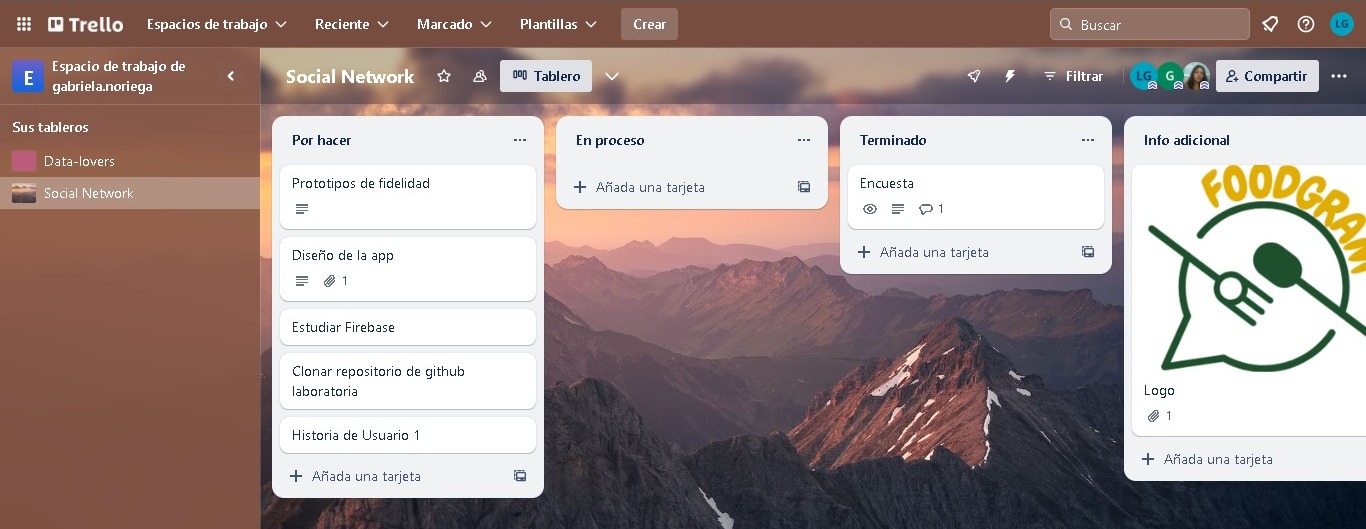 Trello
Espacios de trabajo
Reciente
Marcado
Plantillas
Crear
Buscar
LG
E
Espacio de trabajo de
gabriela.noriega
Social Network
Tablero
Filtrar
LG
G
Compartir
Sus tableros
Data-lovers
Social Network
Por hacer
Prototipos de fidelidad
Diseño de la app
1
Estudiar Firebase
Clonar repositorio de github
laboratoria
Historia de Usuario 1
Añada una tarjeta
En proceso
Añada una tarjeta
Terminado
Encuesta
1
Añada una tarjeta
Info adicional
FOODGRAM
Logo
1
Añada una tarjeta